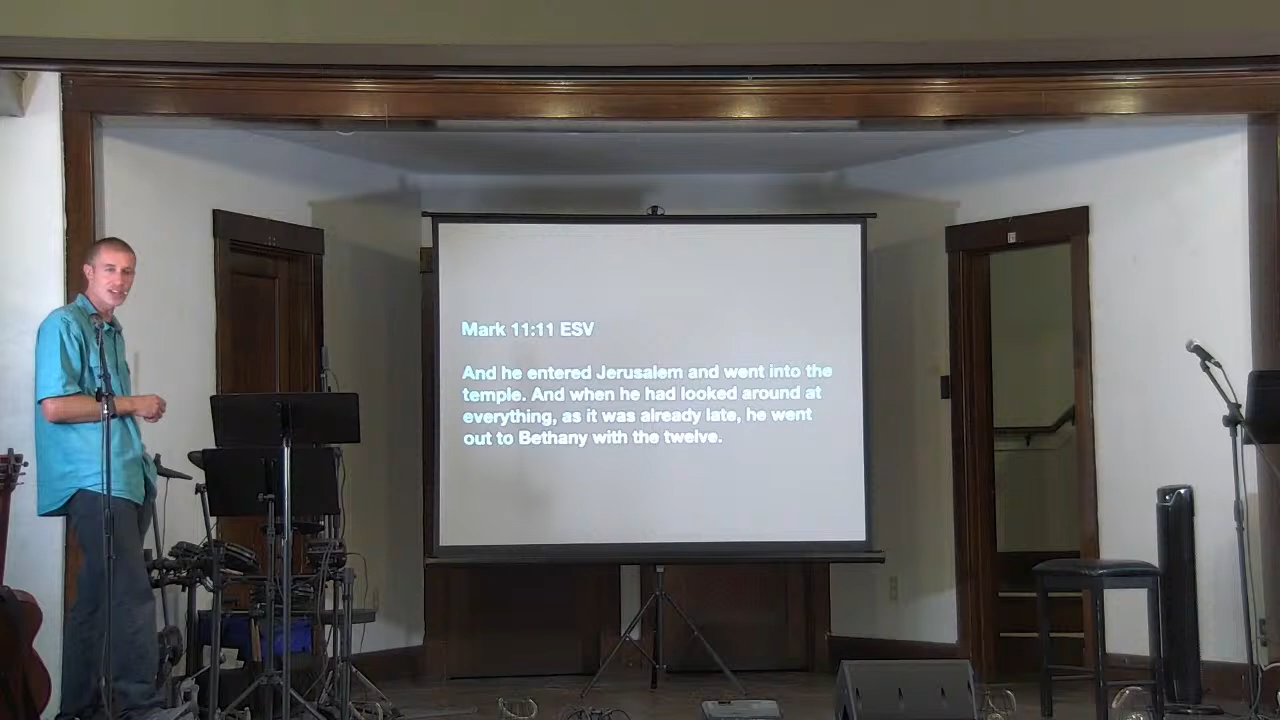 Mark 11:11 ESV
And he entered Jerusalem and went into the
temple. And when he had looked around at
everything, as it was already late, he went
out to Bethany with the twelve.